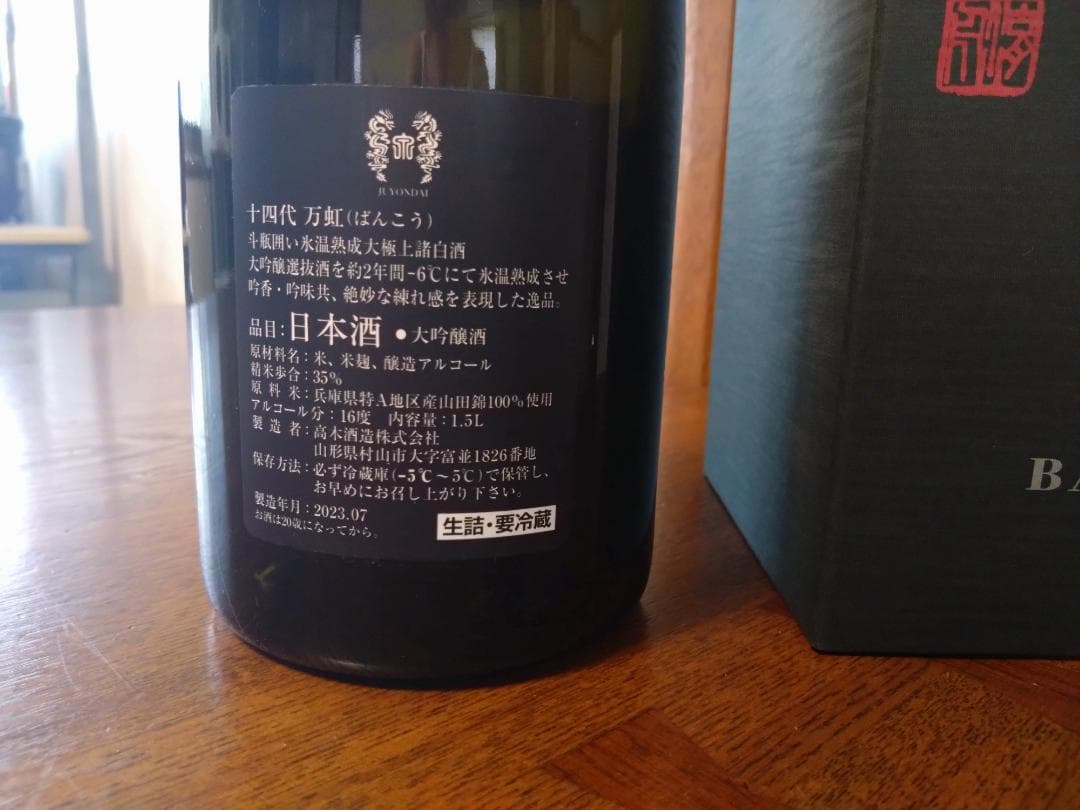 JUYONDAI
十四代 万虹(ばんこう)
斗瓶囲い氷温熟成大極上諸白酒
大吟醸選抜酒を約2年間-6℃にて氷温熟成させ
吟香・吟味共、絶妙な練れ感を表現した逸品。
品目:日本酒 ●大吟醸酒
原材料名:米、米麹、醸造アルコール
精米歩合:35%
原料米:兵庫県特A地区産山田錦100%使用
アルコール分:16度 内容量:1.5L
製造者:高木酒造株式会社
山形県村山市大字富並1826番地
保存方法:必ず冷蔵庫(-5℃〜5℃)で保管し、
お早めにお召し上がり下さい。
製造年月:2023.07
お酒は20歳になってから。
生詰・要冷蔵
BA